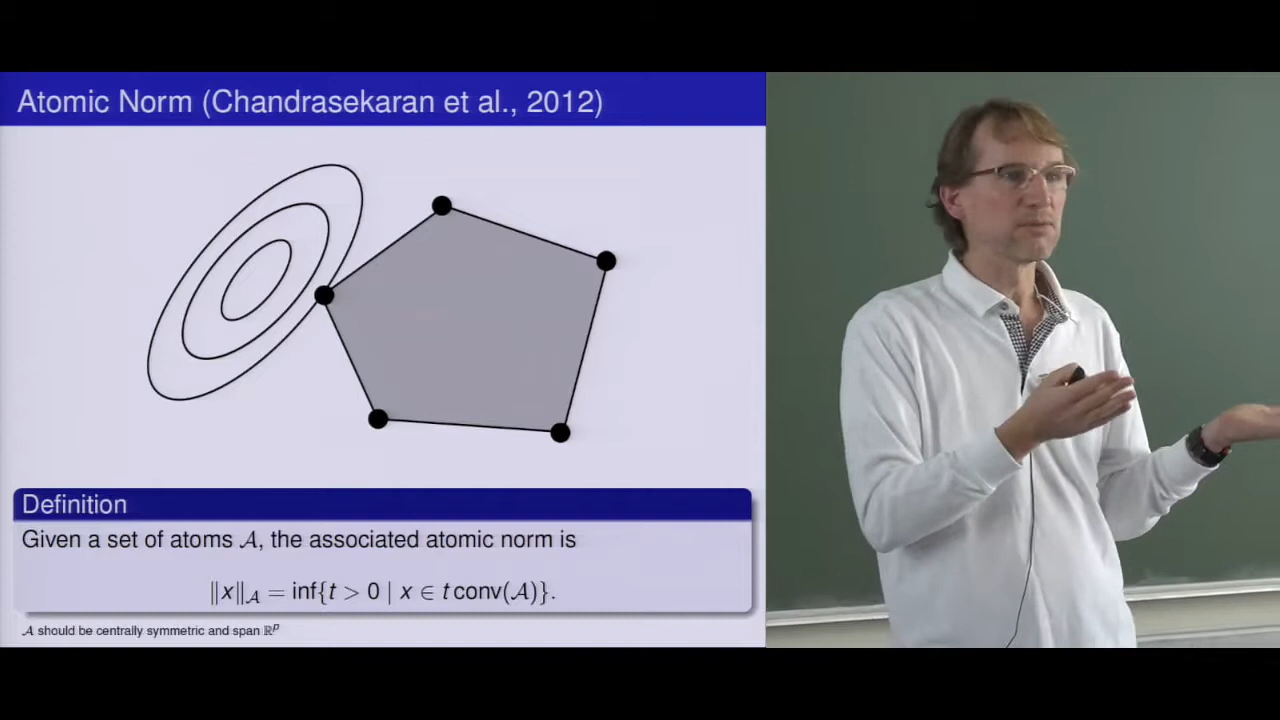 Atomic Norm (Chandrasekaran et al., 2012)
Definition
Given a set of atoms 𝒜, the associated atomic norm is
‖x‖𝒜 = inf{t > 0 | x ∈ t conv(𝒜)}.
𝒜 should be centrally symmetric and span ℝᵖ